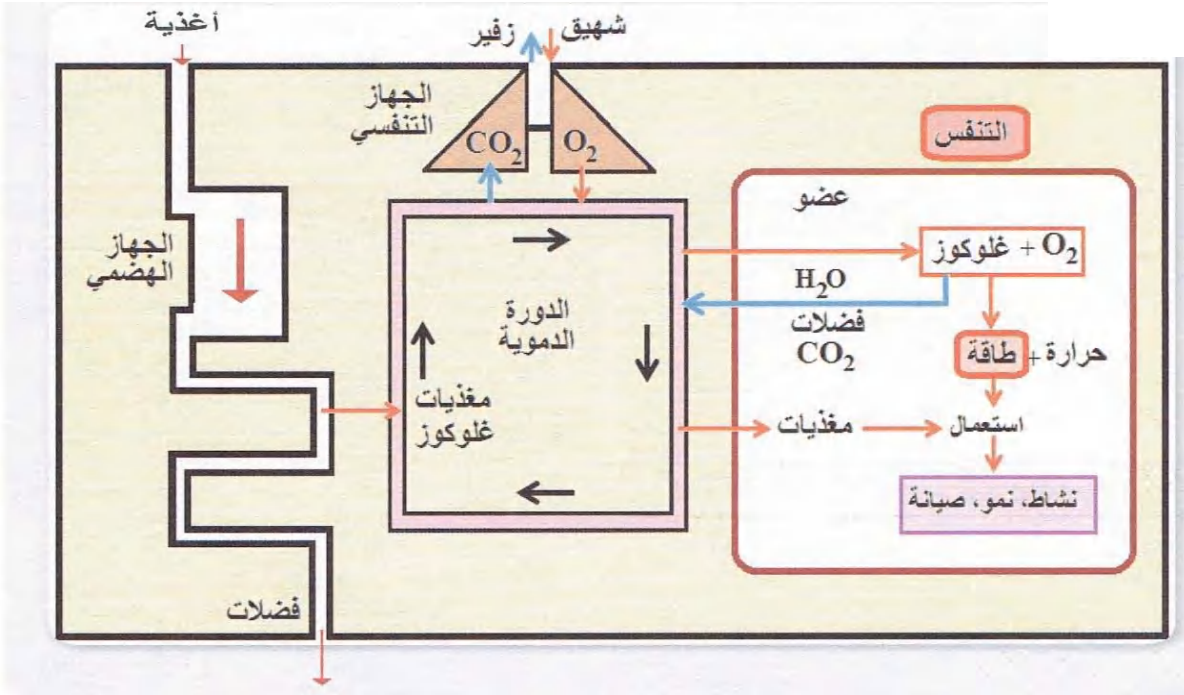 أغذية
زفير
شهيق
الجهاز
التنفسي
CO₂
O₂
التنفس
عضو
غلوكوز + O₂
الجهاز
الهضمي
H₂O
فضلات
CO₂
الدورة
الدموية
طاقة + حرارة
مغذيات
غلوكوز
مغذيات
استعمال
نشاط، نمو، صيانة
فضلات